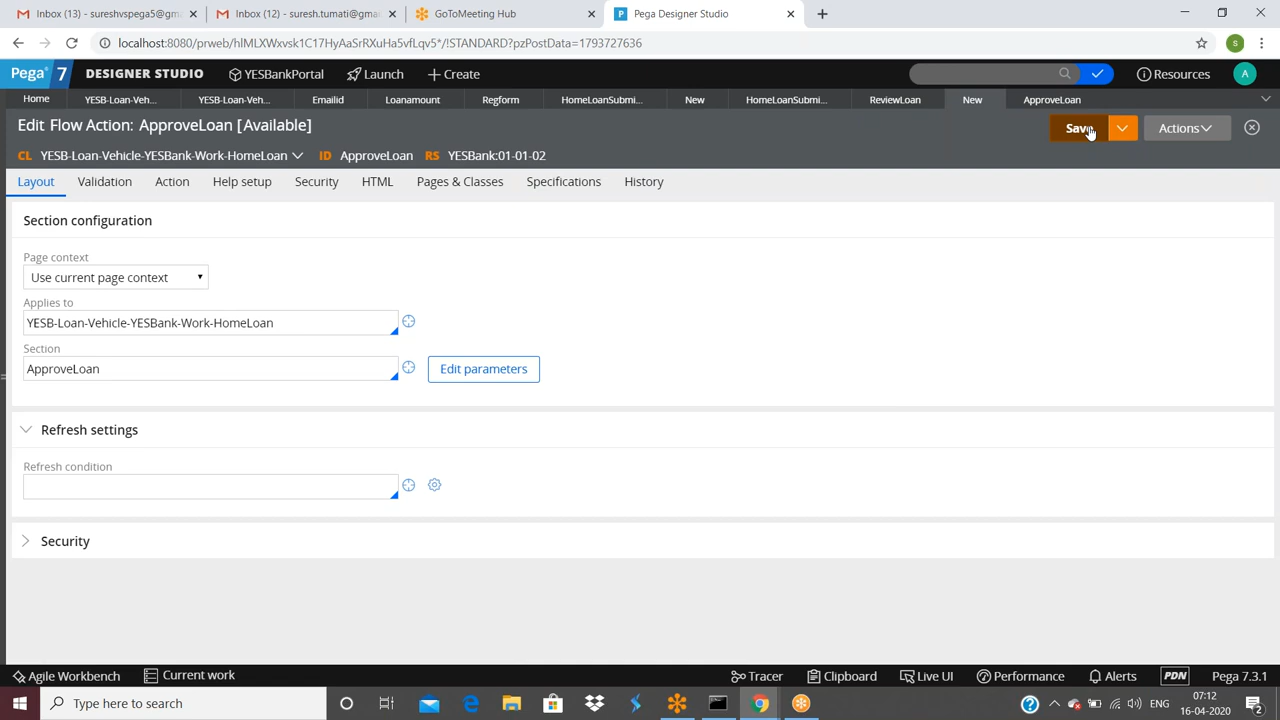 Inbox (13) - sureshvspega5@gm
Inbox (12) - suresh.tumati@gmai
GoToMeeting Hub
Pega Designer Studio
localhost:8080/prweb/hlMLXWxvsk1C17HyAaSrRXuHa5vfLqv5*/!STANDARD?pzPostData=1793727636
S
Pega 7 DESIGNER STUDIO YESBankPortal Launch Create Resources A
Home YESB-Loan-Veh... YESB-Loan-Veh... Emailid Loanamount Regform HomeLoanSubmi... New HomeLoanSubmi... ReviewLoan New ApproveLoan
Edit Flow Action: ApproveLoan [Available]
Save Actions
CL YESB-Loan-Vehicle-YESBank-Work-HomeLoan ID ApproveLoan RS YESBank:01-01-02
Layout Validation Action Help setup Security HTML Pages & Classes Specifications History
Section configuration
Page context
Use current page context
Applies to
YESB-Loan-Vehicle-YESBank-Work-HomeLoan
Section
ApproveLoan Edit parameters
Refresh settings
Refresh condition
Security
Agile Workbench Current work Tracer Clipboard Live UI Performance Alerts PDN Pega 7.3.1
Type here to search
ENG
07:12
16-04-2020
2